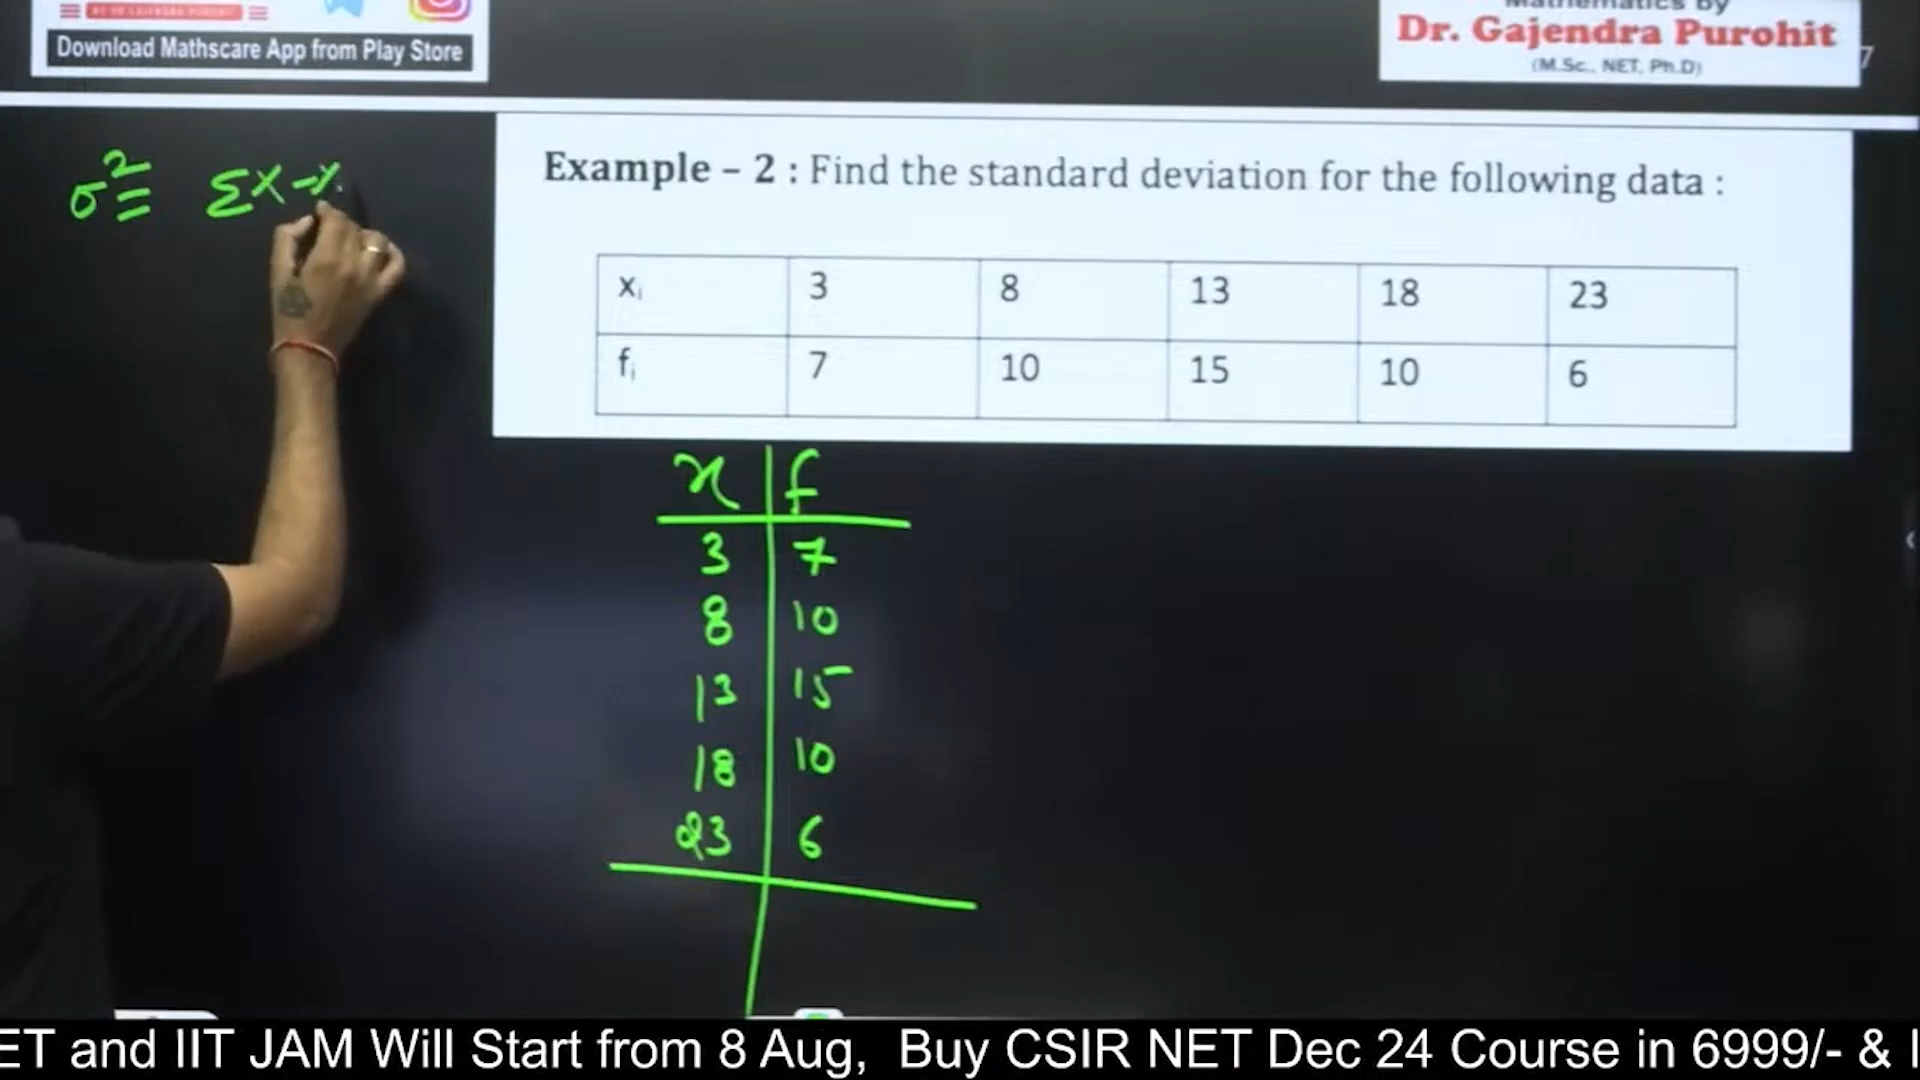 Download Mathscare App from Play Store
Mathematics By
Dr. Gajendra Purohit
(M.Sc., NET, Ph.D)
7
σ² = Σx-x
Example – 2 : Find the standard deviation for the following data :
xᵢ 3 8 13 18 23
fᵢ 7 10 15 10 6
x f
3 7
8 10
13 15
18 10
23 6
ET and IIT JAM Will Start from 8 Aug, Buy CSIR NET Dec 24 Course in 6999/- & I